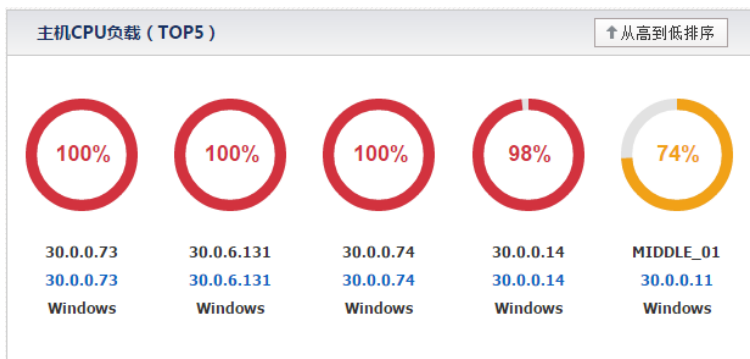 主机CPU负载（TOP5）
从高到低排序
100% 100% 100% 98% 74%
30.0.0.73 30.0.6.131 30.0.0.74 30.0.0.14 MIDDLE_01
30.0.0.73 30.0.6.131 30.0.0.74 30.0.0.14 30.0.0.11
Windows Windows Windows Windows Windows